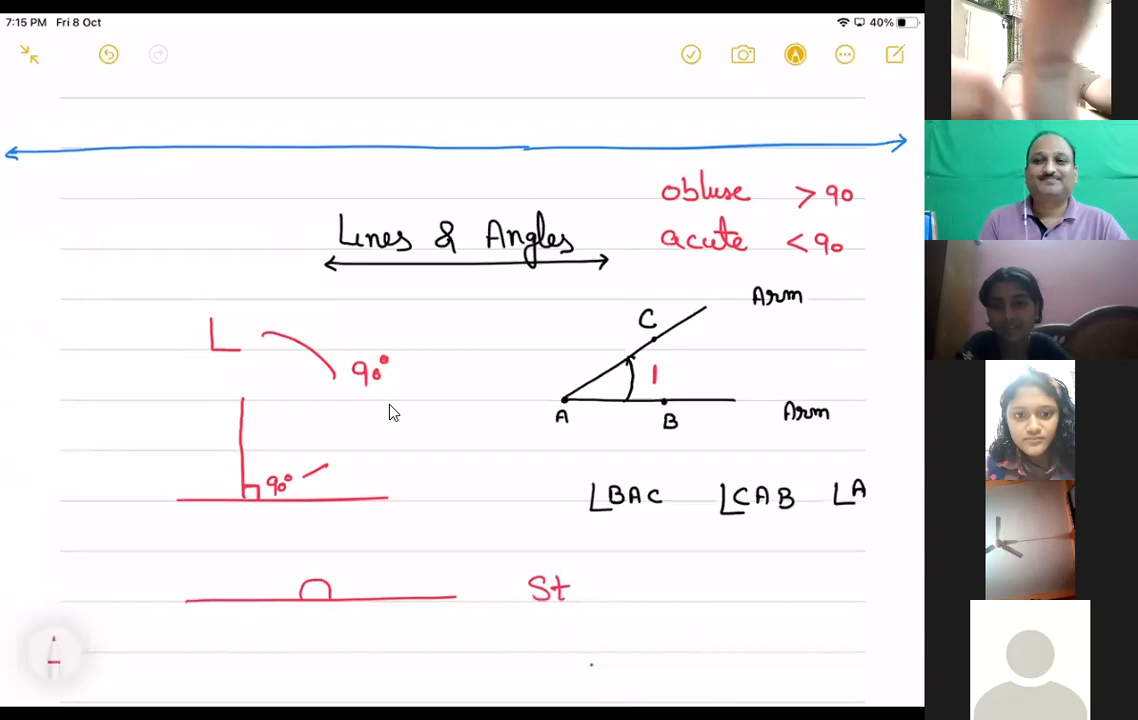 7:15 PM Fri 8 Oct
40%
obluse > 90
Lines & Angles
acute < 90
Arm
C
L
90°
1
A
B
Arm
90°
∟BAC ∟CAB ∟A
St